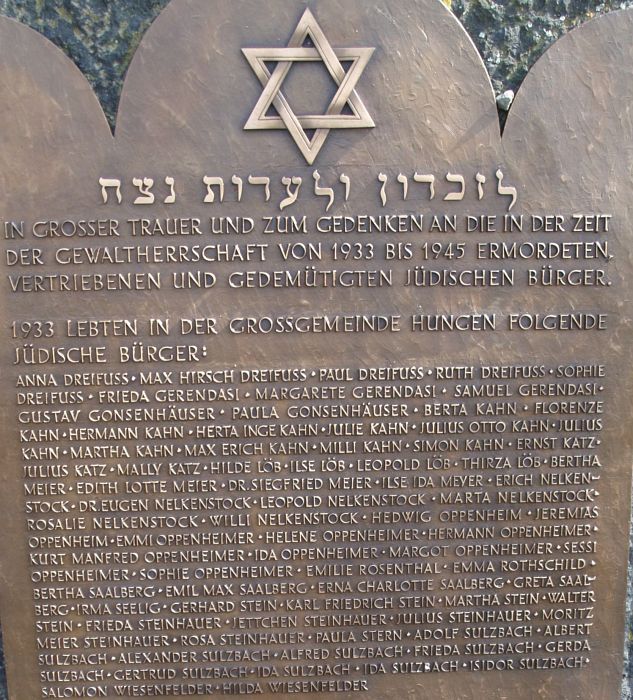 לזכרון ולעדות נצח
IN GROSSER TRAUER UND ZUM GEDENKEN AN DIE IN DER ZEIT
DER GEWALTHERRSCHAFT VON 1933 BIS 1945 ERMORDETEN,
VERTRIEBENEN UND GEDEMÜTIGTEN JÜDISCHEN BÜRGER.
1933 LEBTEN IN DER GROSSGEMEINDE HUNGEN FOLGENDE
JÜDISCHE BÜRGER:
ANNA DREIFUSS · MAX HIRSCH DREIFUSS · PAUL DREIFUSS · RUTH DREIFUSS · SOPHIE
DREIFUSS · FRIEDA GERENDASI · MARGARETE GERENDASI · SAMUEL GERENDASI ·
GUSTAV GONSENHÄUSER · PAULA GONSENHÄUSER · BERTA KAHN · FLORENZE
KAHN · HERMANN KAHN · HERTA INGE KAHN · JULIE KAHN · JULIUS OTTO KAHN · JULIUS
KAHN · MARTHA KAHN · MAX ERICH KAHN · MILLI KAHN · SIMON KAHN · ERNST KATZ ·
JULIUS KATZ · MALLY KATZ · HILDE LÖB · ILSE LÖB · LEOPOLD LÖB · THIRZA LÖB · BERTHA
MEIER · EDITH LOTTE MEIER · DR. SIEGFRIED MEIER · ILSE IDA MEYER · ERICH NELKEN-
STOCK · DR. EUGEN NELKENSTOCK · LEOPOLD NELKENSTOCK · MARTA NELKENSTOCK ·
ROSALIE NELKENSTOCK · WILLI NELKENSTOCK · HEDWIG OPPENHEIM · JEREMIAS
OPPENHEIM · EMMI OPPENHEIMER · HELENE OPPENHEIMER · HERMANN OPPENHEIMER ·
KURT MANFRED OPPENHEIMER · IDA OPPENHEIMER · MARGOT OPPENHEIMER · SESSI
OPPENHEIMER · SOPHIE OPPENHEIMER · EMILIE ROSENTHAL · EMMA ROTHSCHILD ·
BERTHA SAALBERG · EMIL MAX SAALBERG · ERNA CHARLOTTE SAALBERG · GRETA SAAL-
BERG · IRMA SEELIG · GERHARD STEIN · KARL FRIEDRICH STEIN · MARTHA STEIN · WALTER
STEIN · FRIEDA STEINHAUER · JETTCHEN STEINHAUER · JULIUS STEINHAUER · MORITZ
MEIER STEINHAUER · ROSA STEINHAUER · PAULA STERN · ADOLF SULZBACH · ALBERT
SULZBACH · ALEXANDER SULZBACH · ALFRED SULZBACH · FRIEDA SULZBACH · GERDA
SULZBACH · GERTRUD SULZBACH · IDA SULZBACH · IDA SULZBACH · ISIDOR SULZBACH ·
SALOMON WIESENFELDER · HILDA WIESENFELDER